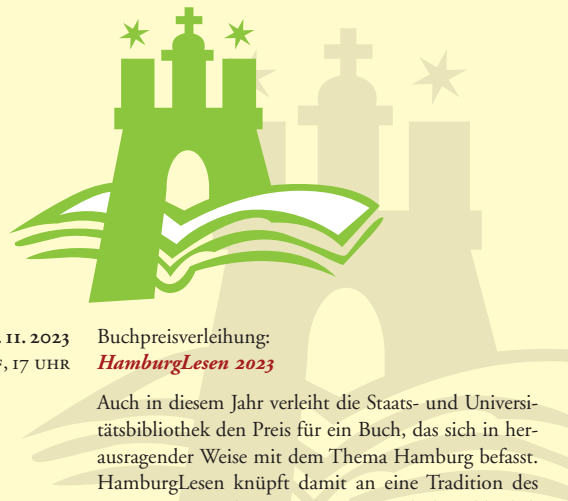 . 11. 2023 Buchpreisverleihung:
, 17 UHR HamburgLesen 2023
Auch in diesem Jahr verleiht die Staats- und Universi-
tätsbibliothek den Preis für ein Buch, das sich in her-
ausragender Weise mit dem Thema Hamburg befasst.
HamburgLesen knüpft damit an eine Tradition des